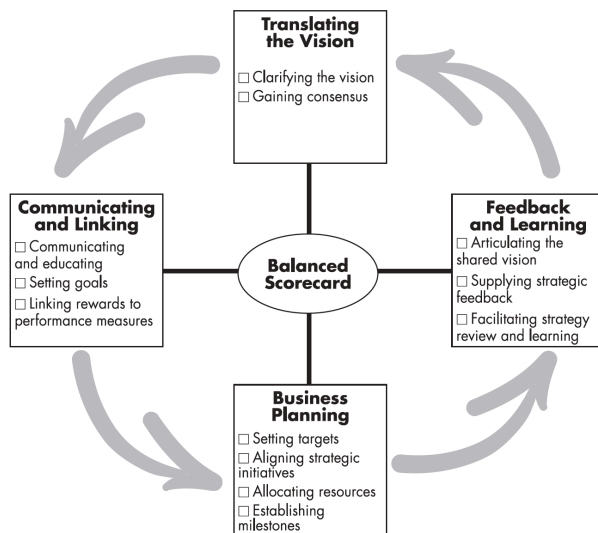 Translating
the Vision
☐ Clarifying the vision
☐ Gaining consensus
Communicating
and Linking
☐ Communicating
and educating
☐ Setting goals
☐ Linking rewards to
performance measures
Balanced
Scorecard
Feedback
and Learning
☐ Articulating the
shared vision
☐ Supplying strategic
feedback
☐ Facilitating strategy
review and learning
Business
Planning
☐ Setting targets
☐ Aligning strategic
initiatives
☐ Allocating resources
☐ Establishing
milestones